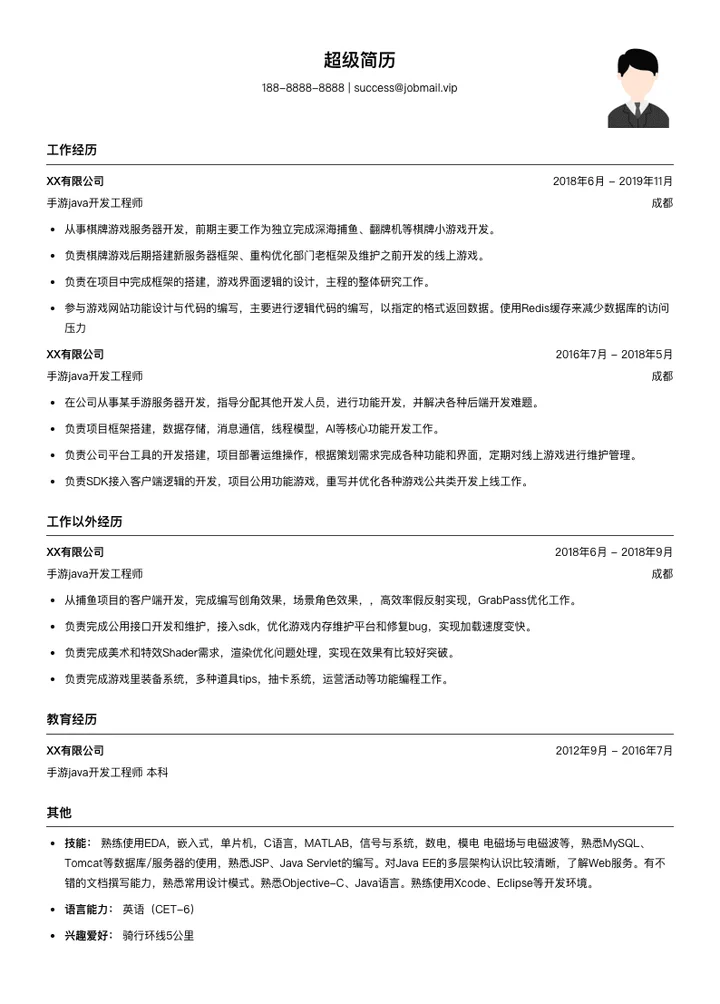 超级简历
188-8888-8888 | success@jobmail.vip
工作经历
XX有限公司 2018年6月 – 2019年11月
手游java开发工程师 成都
• 从事棋牌游戏服务器开发，前期主要工作为独立完成深海捕鱼、翻牌机等棋牌小游戏开发。
• 负责棋牌游戏后期搭建新服务器框架、重构优化部门老框架及维护之前开发的线上游戏。
• 负责在项目中完成框架的搭建，游戏界面逻辑的设计，主程的整体研究工作。
• 参与游戏网站功能设计与代码的编写，主要进行逻辑代码的编写，以指定的格式返回数据。使用Redis缓存来减少数据库的访问
压力
XX有限公司 2016年7月 – 2018年5月
手游java开发工程师 成都
• 在公司从事某手游服务器开发，指导分配其他开发人员，进行功能开发，并解决各种后端开发难题。
• 负责项目框架搭建，数据存储，消息通信，线程模型，AI等核心功能开发工作。
• 负责公司平台工具的开发搭建，项目部署运维操作，根据策划需求完成各种功能和界面，定期对线上游戏进行维护管理。
• 负责SDK接入客户端逻辑的开发，项目公用功能游戏，重写并优化各种游戏公共类开发上线工作。
工作以外经历
XX有限公司 2018年6月 – 2018年9月
手游java开发工程师 成都
• 从捕鱼项目的客户端开发，完成编写创角效果，场景角色效果，，高效率假反射实现，GrabPass优化工作。
• 负责完成公用接口开发和维护，接入sdk，优化游戏内存维护平台和修复bug，实现加载速度变快。
• 负责完成美术和特效Shader需求，渲染优化问题处理，实现在效果有比较好突破。
• 负责完成游戏里装备系统，多种道具tips，抽卡系统，运营活动等功能编程工作。
教育经历
XX有限公司 2012年9月 – 2016年7月
手游java开发工程师 本科
其他
• 技能： 熟练使用EDA，嵌入式，单片机，C语言，MATLAB，信号与系统，数电，模电 电磁场与电磁波等，熟悉MySQL、
Tomcat等数据库/服务器的使用，熟悉JSP、Java Servlet的编写。对Java EE的多层架构认识比较清晰，了解Web服务。有不
错的文档撰写能力，熟悉常用设计模式。熟悉Objective-C、Java语言。熟练使用Xcode、Eclipse等开发环境。
• 语言能力： 英语（CET-6）
• 兴趣爱好： 骑行环线5公里